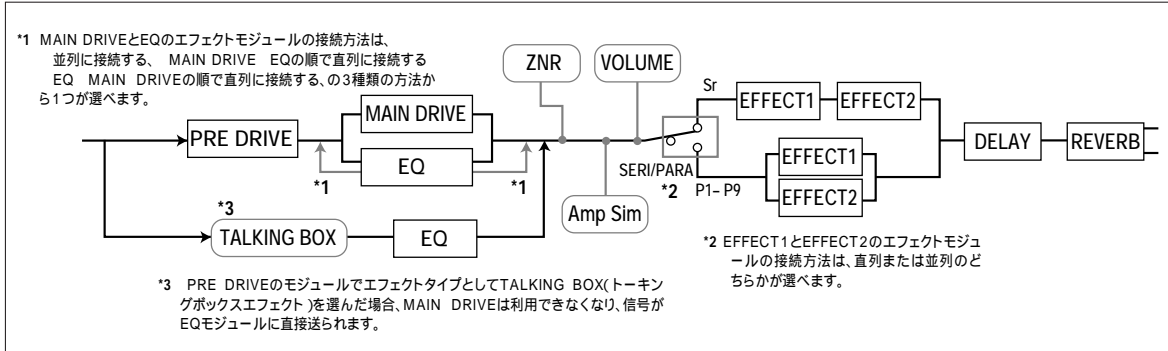 *1 MAIN DRIVEとEQのエフェクトモジュールの接続方法は、
並列に接続する、 MAIN DRIVE EQの順で直列に接続する
EQ MAIN DRIVEの順で直列に接続する、の3種類の方法か
ら1つが選べます。
ZNR
VOLUME
Sr
EFFECT1
EFFECT2
MAIN DRIVE
PRE DRIVE
EQ
DELAY
REVERB
EFFECT1
EFFECT2
SERI/PARA
*2
P1-P9
*1
*1
Amp Sim
*3
TALKING BOX
EQ
*2 EFFECT1とEFFECT2のエフェクトモジュ
ールの接続方法は、直列または並列のど
ちらかが選べます。
*3 PRE DRIVEのモジュールでエフェクトタイプとしてTALKING BOX(トーキン
グボックスエフェクト)を選んだ場合、MAIN DRIVEは利用できなくなり、信号が
EQモジュールに直接送られます。